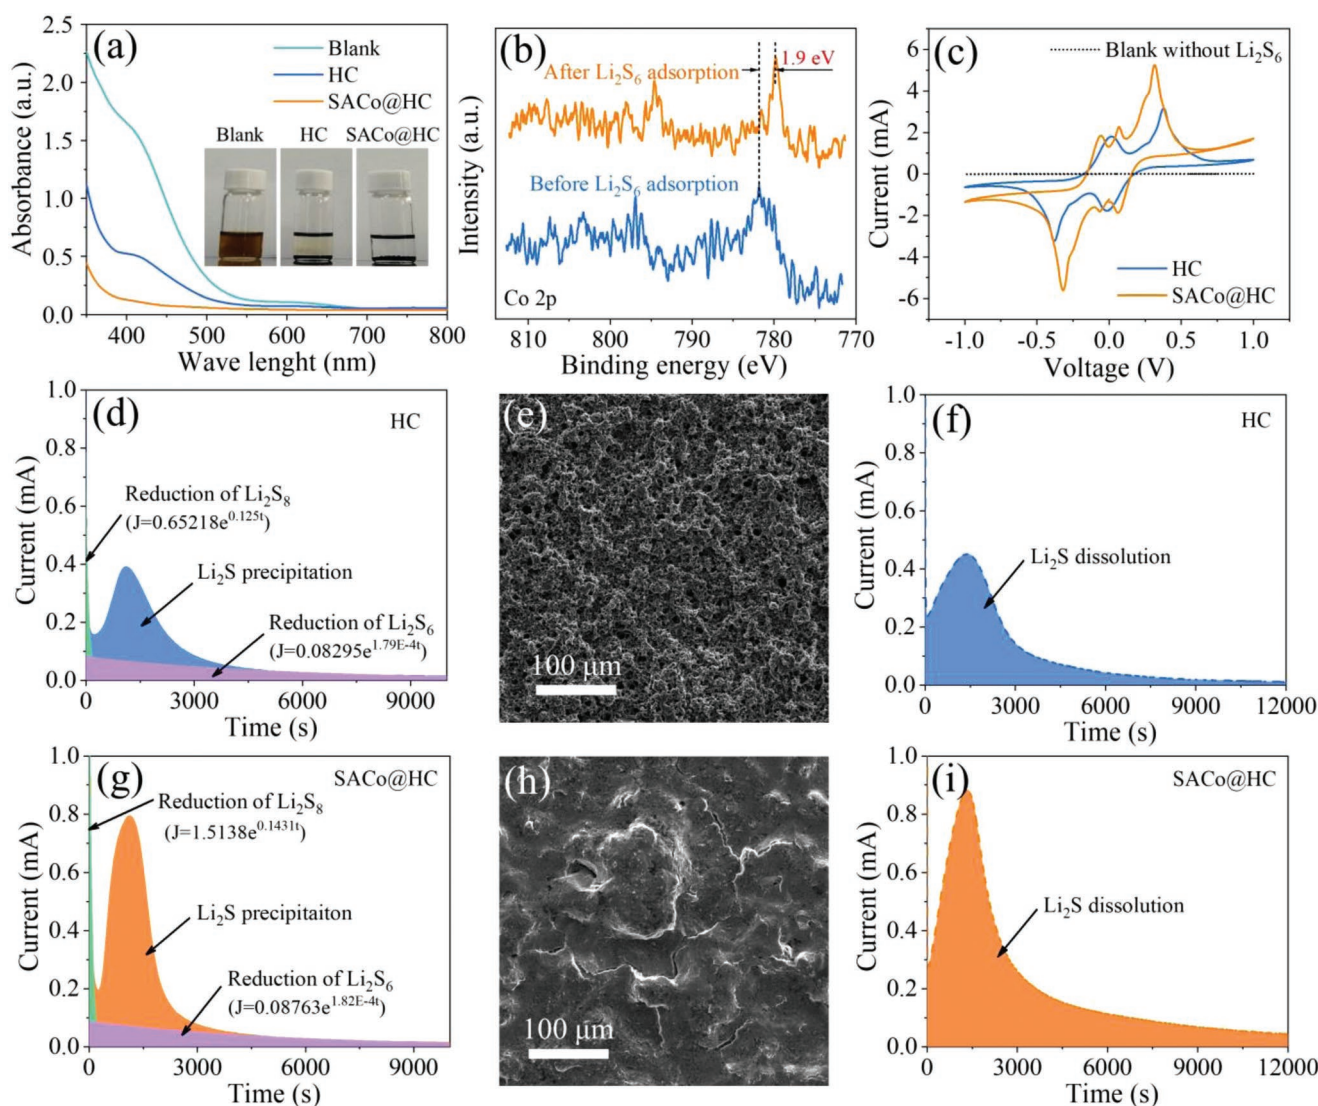 (a)
Blank
HC
SACo@HC
Blank HC SACo@HC
2.5
2.0
1.5
1.0
0.5
0.0
400 500 600 700 800
Absorbance (a.u.)
Wave lenght (nm)
(b)
1.9 eV
After Li₂S₆ adsorption
Before Li₂S₆ adsorption
Co 2p
Intensity (a.u.)
810 800 790 780 770
Binding energy (eV)
(c)
Blank without Li₂S₆
HC
SACo@HC
6
4
2
0
-2
-4
-6
Current (mA)
-1.0 -0.5 0.0 0.5 1.0
Voltage (V)
(d)
HC
Reduction of Li₂S₈
(J=0.65218e^0.125t)
Li₂S precipitation
Reduction of Li₂S₆
(J=0.08295e^1.79E-4t)
1.0
0.8
0.6
0.4
0.2
0.0
Current (mA)
0 3000 6000 9000
Time (s)
(e)
100 μm
(f)
HC
Li₂S dissolution
1.0
0.8
0.6
0.4
0.2
0.0
Current (mA)
0 3000 6000 9000 12000
Time (s)
(g)
SACo@HC
Reduction of Li₂S₈
(J=1.5138e^0.1431t)
Li₂S precipitaiton
Reduction of Li₂S₆
(J=0.08763e^1.82E-4t)
1.0
0.8
0.6
0.4
0.2
0.0
Current (mA)
0 3000 6000 9000
Time (s)
(h)
100 μm
(i)
SACo@HC
Li₂S dissolution
1.0
0.8
0.6
0.4
0.2
0.0
Current (mA)
0 3000 6000 9000 12000
Time (s)